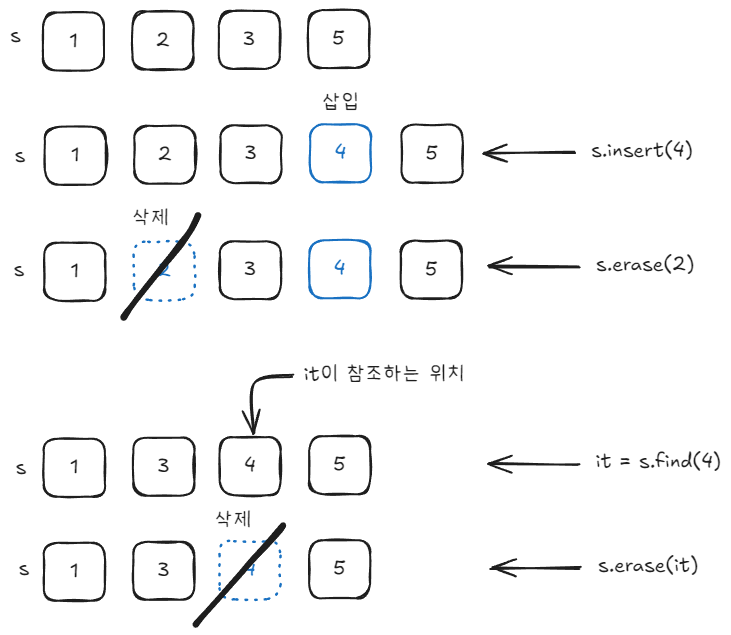 s 1 2 3 5
삽입
s 1 2 3 4 5 s.insert(4)
삭제
s 1 2 3 4 5 s.erase(2)
it이 참조하는 위치
s 1 3 4 5 it = s.find(4)
삭제
s 1 3 4 5 s.erase(it)